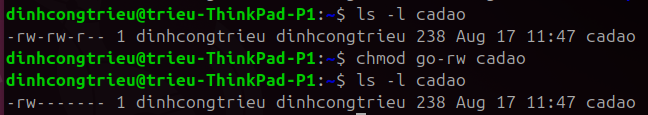 dinhcongtrieu@trieu-ThinkPad-P1:~$ ls -l cadao
-rw-rw-r-- 1 dinhcongtrieu dinhcongtrieu 238 Aug 17 11:47 cadao
dinhcongtrieu@trieu-ThinkPad-P1:~$ chmod go-rw cadao
dinhcongtrieu@trieu-ThinkPad-P1:~$ ls -l cadao
-rw------- 1 dinhcongtrieu dinhcongtrieu 238 Aug 17 11:47 cadao